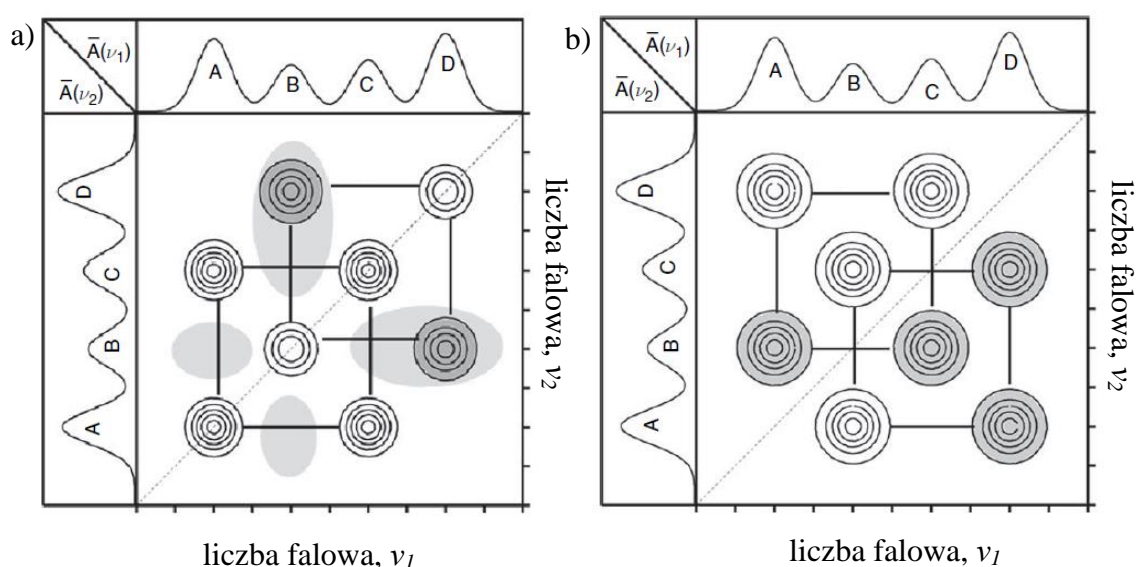 a)
A̅(ν₁)
A̅(ν₂)
A
B
C
D
D
C
B
A
liczba falowa, ν₂
liczba falowa, ν₁
b)
A̅(ν₁)
A̅(ν₂)
A
B
C
D
D
C
B
A
liczba falowa, ν₂
liczba falowa, ν₁